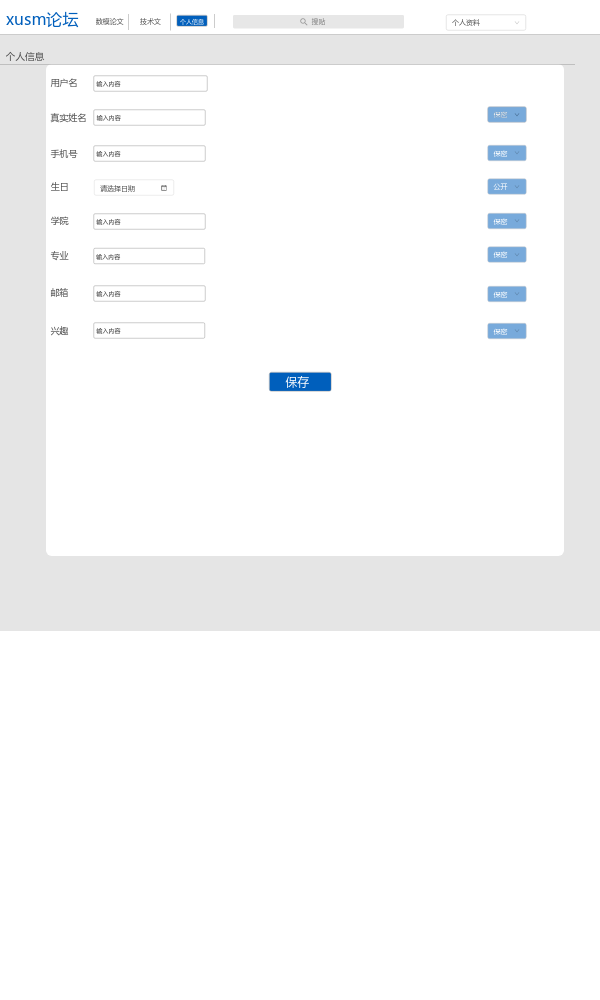 xusm论坛 数模论文 技术文 个人信息 搜贴 个人资料
个人信息
用户名 输入内容
真实姓名 输入内容 保密
手机号 输入内容 保密
生日 请选择日期 公开
学院 输入内容 保密
专业 输入内容 保密
邮箱 输入内容 保密
兴趣 输入内容 保密
保存